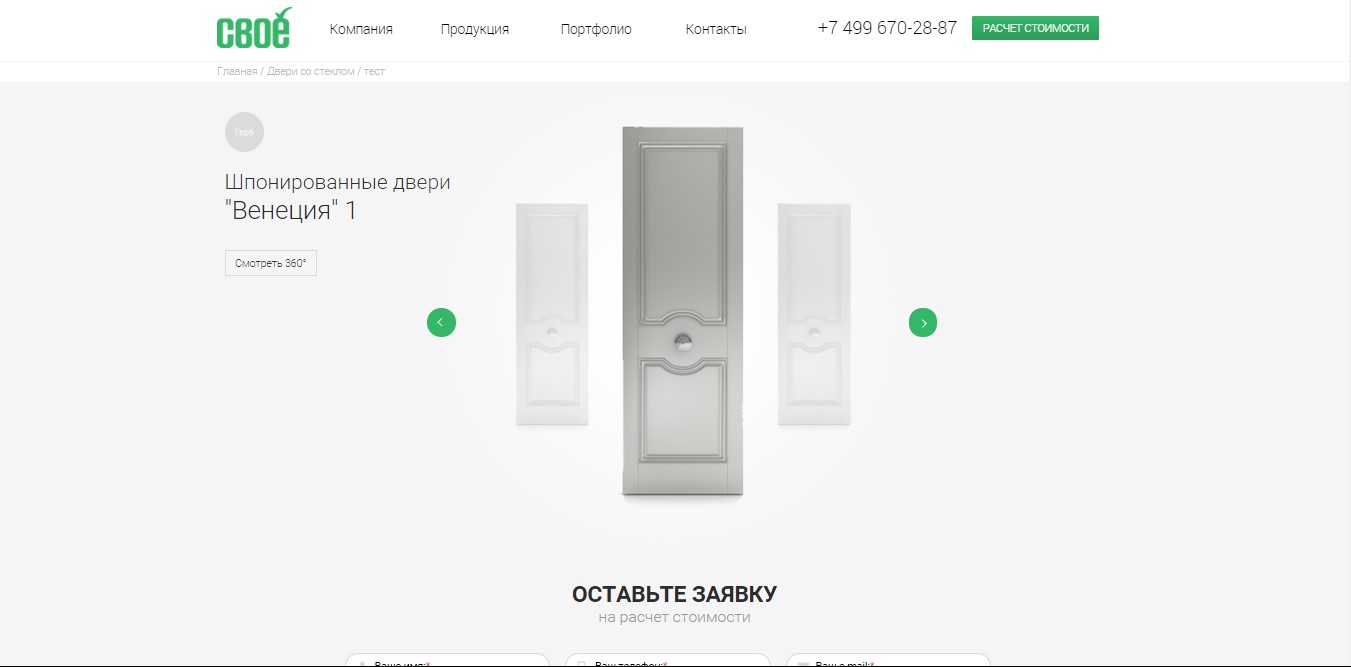 СВОЁ
Компания
Продукция
Портфолио
Контакты
+7 499 670-28-87
РАСЧЕТ СТОИМОСТИ
Главная / Двери со стеклом / тест
Герб
Шпонированные двери
"Венеция" 1
Смотреть 360°
ОСТАВЬТЕ ЗАЯВКУ
на расчет стоимости
Ваше имя:*
Ваш телефон:*
Ваш e-mail:*